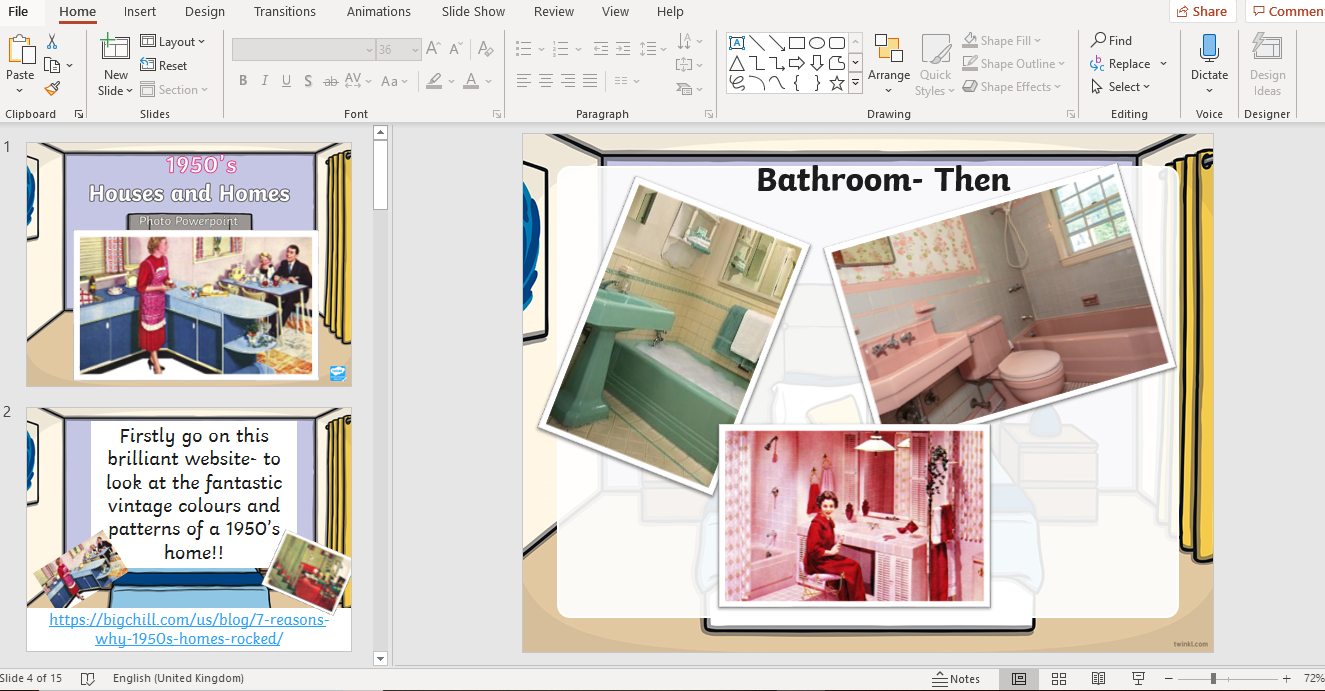 File Home Insert Design Transitions Animations Slide Show Review View Help Share Commen
Paste
New
Slide
Layout
Reset
Section
36
B I U S ab AV Aa A
Arrange
Quick
Styles
Shape Fill
Shape Outline
Shape Effects
Find
Replace
Select
Dictate
Design
Ideas
Clipboard Slides Font Paragraph Drawing Editing Voice Designer
1
1950's
Houses and Homes
Photo Powerpoint
2
Firstly go on this
brilliant website- to
look at the fantastic
vintage colours and
patterns of a 1950's
home!!
https://bigchill.com/us/blog/7-reasons-
why-1950s-homes-rocked/
Bathroom- Then
twinkl.com
Slide 4 of 15 English (United Kingdom) Notes 72%